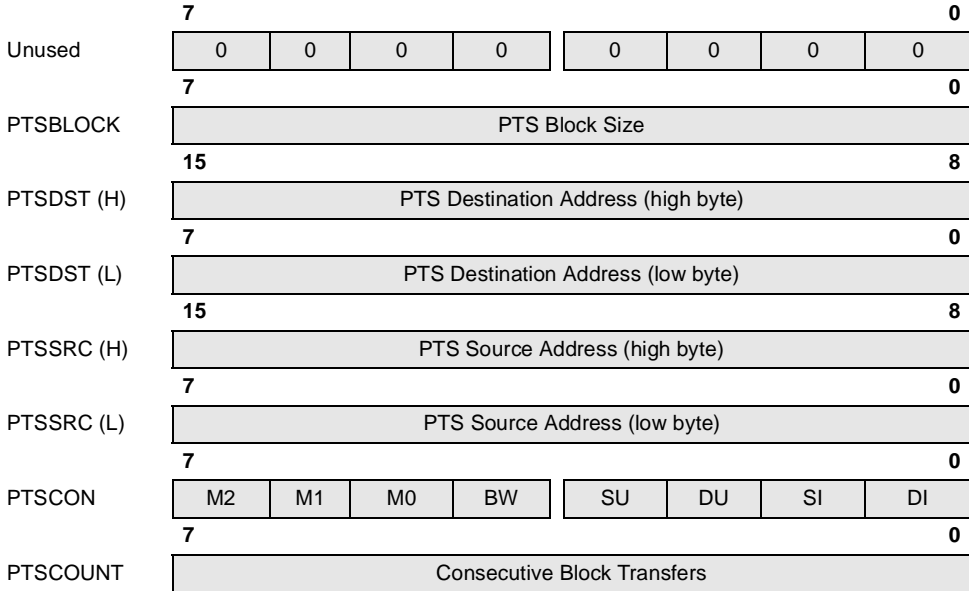 7 0
Unused 0 0 0 0 0 0 0 0
7 0
PTSBLOCK PTS Block Size
15 8
PTSDST (H) PTS Destination Address (high byte)
7 0
PTSDST (L) PTS Destination Address (low byte)
15 8
PTSSRC (H) PTS Source Address (high byte)
7 0
PTSSRC (L) PTS Source Address (low byte)
7 0
PTSCON M2 M1 M0 BW SU DU SI DI
7 0
PTSCOUNT Consecutive Block Transfers